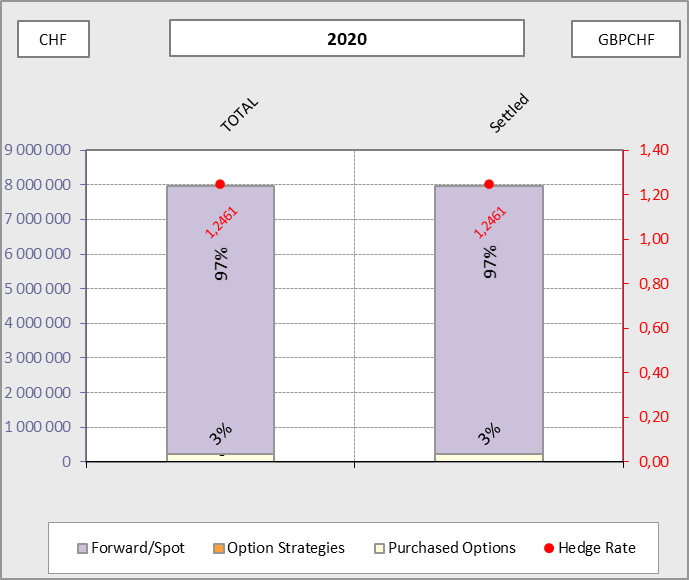 CHF
2020
GBPCHF
TOTAL
Settled
9 000 000
8 000 000
7 000 000
6 000 000
5 000 000
4 000 000
3 000 000
2 000 000
1 000 000
0
1,2461
97%
3%
1,2461
97%
3%
1,40
1,20
1,00
0,80
0,60
0,40
0,20
0,00
Forward/Spot
Option Strategies
Purchased Options
Hedge Rate